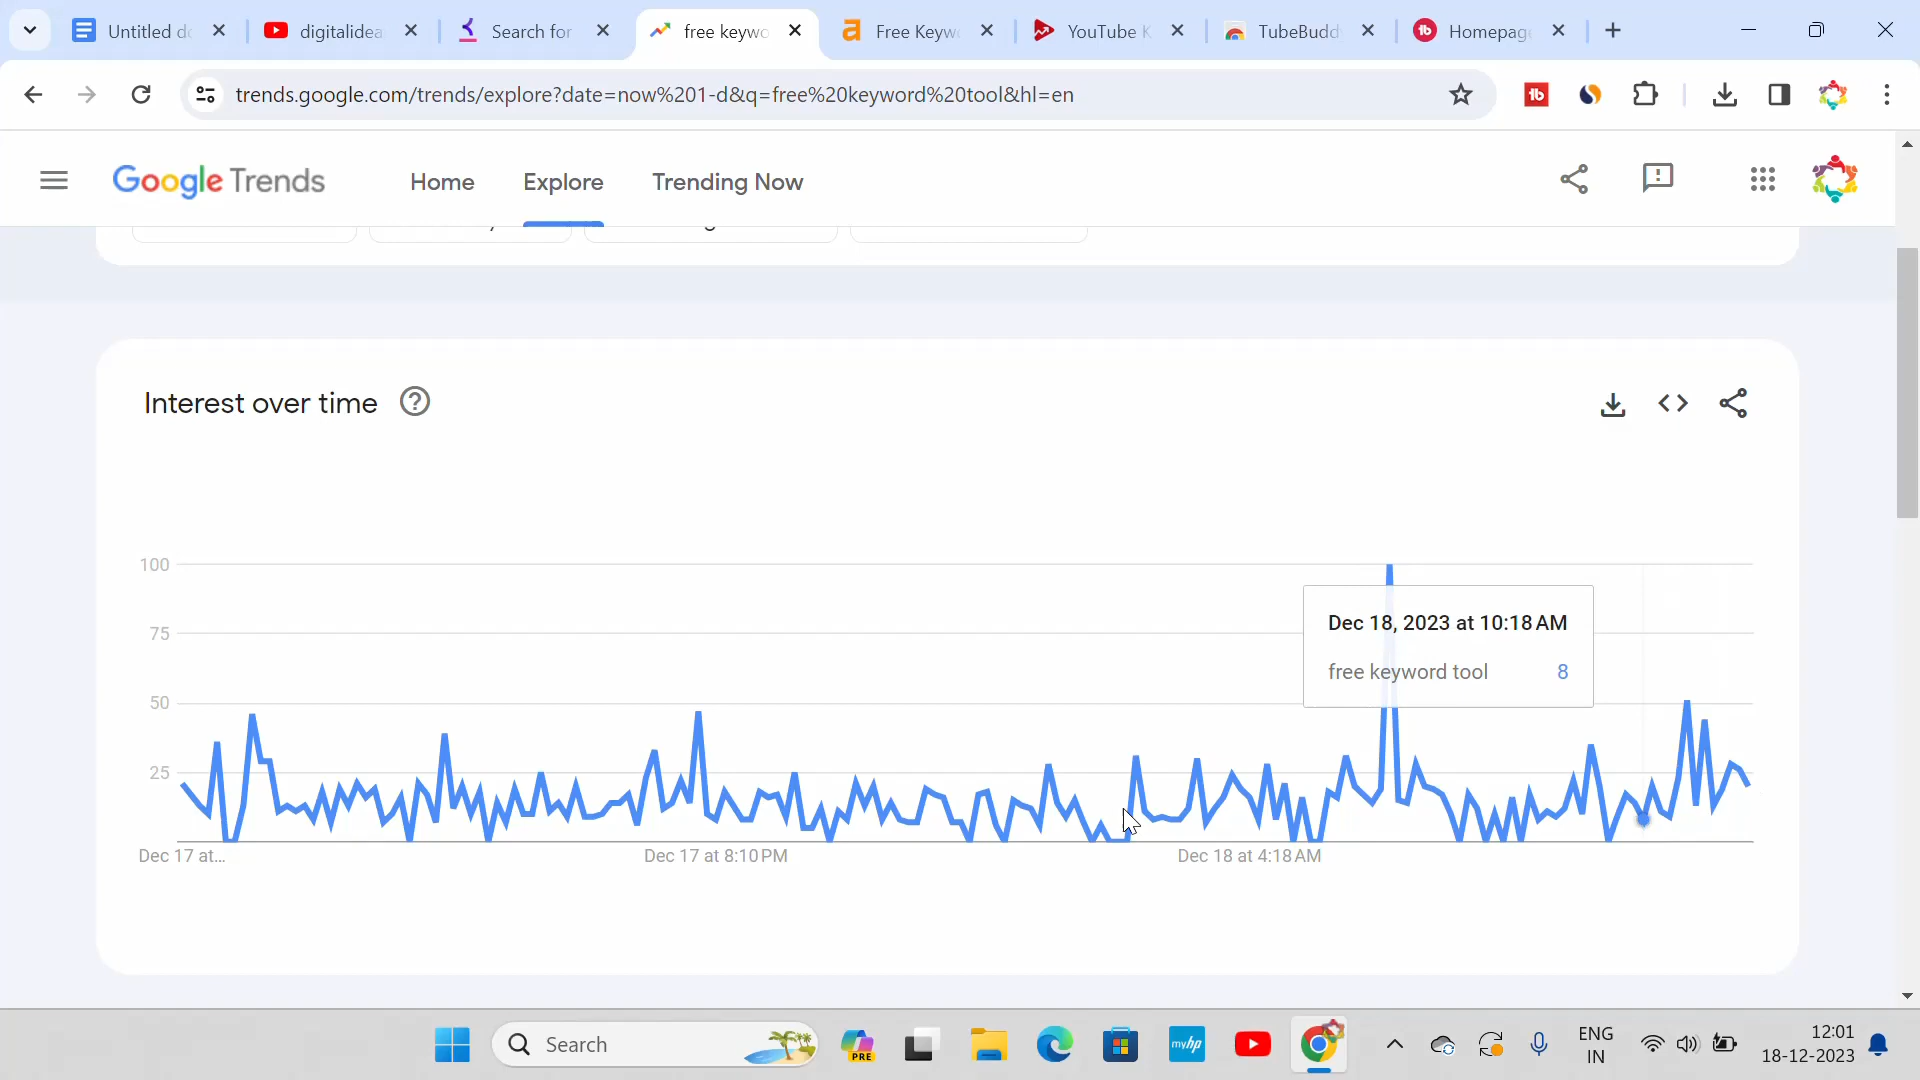 Untitled d
digitalidea
Search for
free keywo
Free Keyw
YouTube K
TubeBudd
Homepag
trends.google.com/trends/explore?date=now%201-d&q=free%20keyword%20tool&hl=en
Google Trends
Home
Explore
Trending Now
Interest over time
100
75
50
25
Dec 18, 2023 at 10:18 AM
free keyword tool 8
Dec 17 at...
Dec 17 at 8:10 PM
Dec 18 at 4:18 AM
Search
PRE
myhp
ENG
IN
12:01
18-12-2023